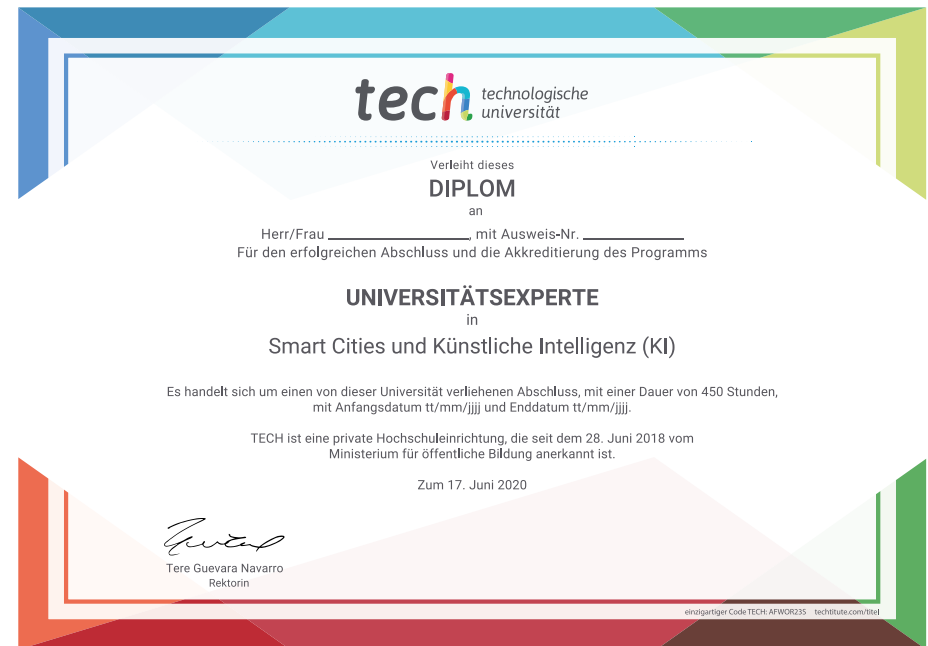 tech technologische
universität
Verleiht dieses
DIPLOM
an
Herr/Frau ____________________, mit Ausweis-Nr. ______________
Für den erfolgreichen Abschluss und die Akkreditierung des Programms
UNIVERSITÄTSEXPERTE
in
Smart Cities und Künstliche Intelligenz (KI)
Es handelt sich um einen von dieser Universität verliehenen Abschluss, mit einer Dauer von 450 Stunden,
mit Anfangsdatum tt/mm/jjjj und Enddatum tt/mm/jjjj.
TECH ist eine private Hochschuleinrichtung, die seit dem 28. Juni 2018 vom
Ministerium für öffentliche Bildung anerkannt ist.
Zum 17. Juni 2020
Tere Guevara Navarro
Rektorin
einzigartiger Code TECH: AFWOR23S techtitute.com/titel